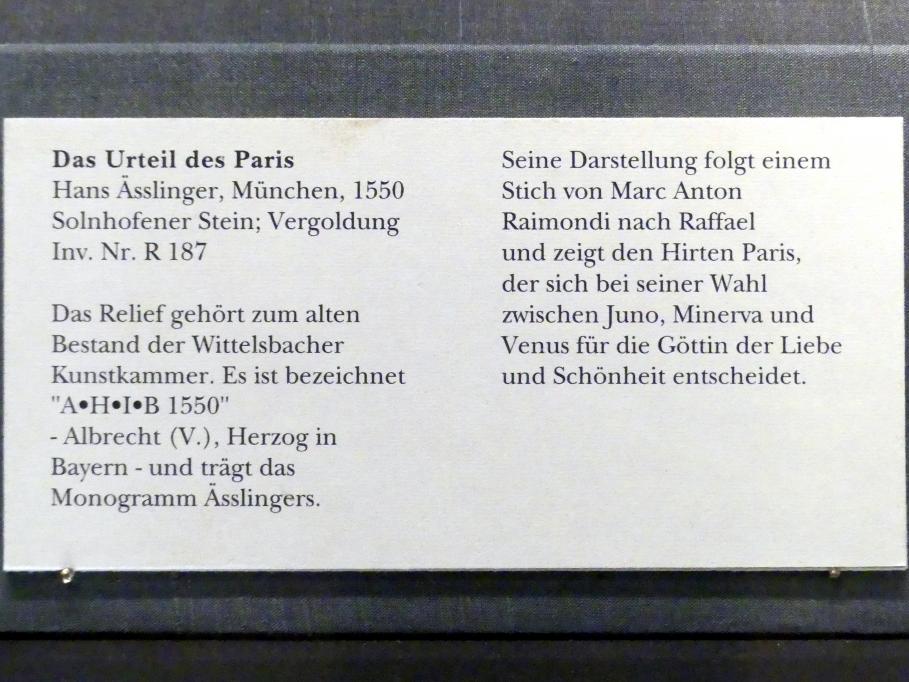 Das Urteil des Paris
Hans Ässlinger, München, 1550
Solnhofener Stein; Vergoldung
Inv. Nr. R 187
Das Relief gehört zum alten
Bestand der Wittelsbacher
Kunstkammer. Es ist bezeichnet
"A•H•I•B 1550"
- Albrecht (V.), Herzog in
Bayern - und trägt das
Monogramm Ässlingers.
Seine Darstellung folgt einem
Stich von Marc Anton
Raimondi nach Raffael
und zeigt den Hirten Paris,
der sich bei seiner Wahl
zwischen Juno, Minerva und
Venus für die Göttin der Liebe
und Schönheit entscheidet.